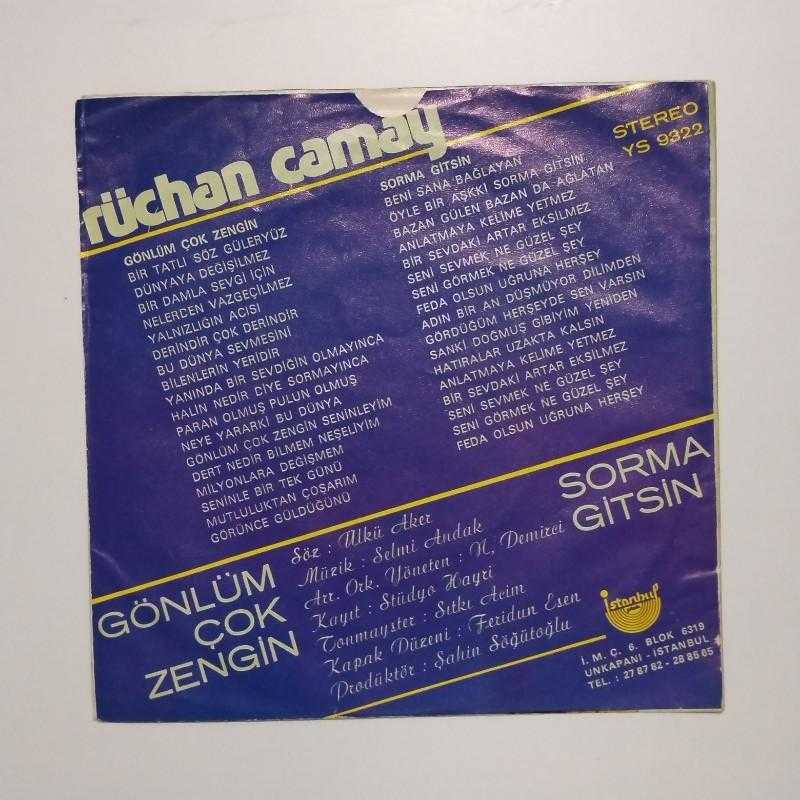 rüchan camay
STEREO
YS 9322
GÖNLÜM ÇOK ZENGİN
BİR TATLI SÖZ GÜLERYÜZ
DÜNYAYA DEĞİŞİLMEZ
BİR DAMLA SEVGİ İÇİN
NELERCEN VAZGEÇİLMEZ
YALNIZLIĞIN ACISI
DERİNDİR ÇOK DERİNDİR
BU DÜNYA SEVMESİNİ
BİLENLERİN YERİDİR
YANINDA BİR SEVDİĞİN OLMAYINCA
HALIN NEDİR DİYE SORMAYINCA
PARAN OLMUŞ PULUN OLMUŞ
NEYE YARARKİ BU DÜNYA
GÖNLÜM ÇOK ZENGİN SENİNLEYİM
DERT NEDİR BİLMEM NEŞELİYİM
MİLYONLARA DEĞİŞMEM
SENİNLE BİR TEK GÜNÜ
MUTLULUKTAN ÇOŞARIM
GÖRÜNCE GÜLDÜĞÜNÜ
SORMA GİTSİN
BENİ SANA BAĞLAYAN
ÖYLE BİR AŞKKİ SORMA GİTSİN
BAZAN GÜLEN BAZAN DA AĞLATAN
ANLATMAYA KELİME YETMEZ
BİR SEVDAKİ ARTAR EKSİLMEZ
SENİ SEVMEK NE GÜZEL ŞEY
SENİ GÖRMEK NE GÜZEL ŞEY
FEDA OLSUN UĞRUNA HERŞEY
ADIN BİR AN DÜŞMÜYOR DİLİMDEN
GÖRDÜĞÜM HERŞEYDE SEN VARSIN
SANKİ DOĞMUŞ GİBİYİM YENİDEN
HATIRALAR UZAKTA KALSIN
ANLATMAYA KELİME YETMEZ
BİR SEVDAKİ ARTAR EKSİLMEZ
SENİ SEVMEK NE GÜZEL ŞEY
SENİ GÖRMEK NE GÜZEL ŞEY
FEDA OLSUN UĞRUNA HERŞEY
GÖNLÜM
ÇOK
ZENGİN
Söz : Ülkü Aker
Müzik : Selmi Andak
Arr. Ork. Yöneten : N. Demirci
Kayıt : Stüdyo Hayri
Tonmayster : Sıtkı Acim
Kapak Düzeni : Feridun Esen
Prodüktör : Şahin Söğütoğlu
SORMA
GİTSİN
istanbul
İ. M. Ç. 6. BLOK 6319
UNKAPANI - İSTANBUL
TEL. : 27 87 62 - 28 85 85